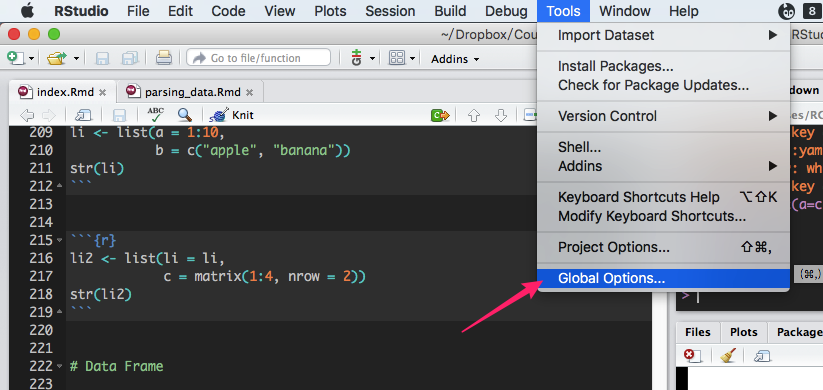 RStudio File Edit Code View Plots Session Build Debug Tools Window Help 8
~/Dropbox/Cou
RStu
Go to file/function
Addins
Import Dataset
Install Packages...
Check for Package Updates...
Version Control
Shell...
Addins
Keyboard Shortcuts Help ⌥⇧K
Modify Keyboard Shortcuts...
Project Options... ⇧⌘,
Global Options...
index.Rmd
parsing_data.Rmd
ABC
Knit
209 li <- list(a = 1:10,
210 b = c("apple", "banana"))
211 str(li)
212 ```
213
214
215 ```{r}
216 li2 <- list(li = li,
217 c = matrix(1:4, nrow = 2))
218 str(li2)
219 ```
220
221
222 # Data Frame
223
down
es/RC
key
:yam
: wh
key
(a=c
(⌘,)
>
Files Plots Package